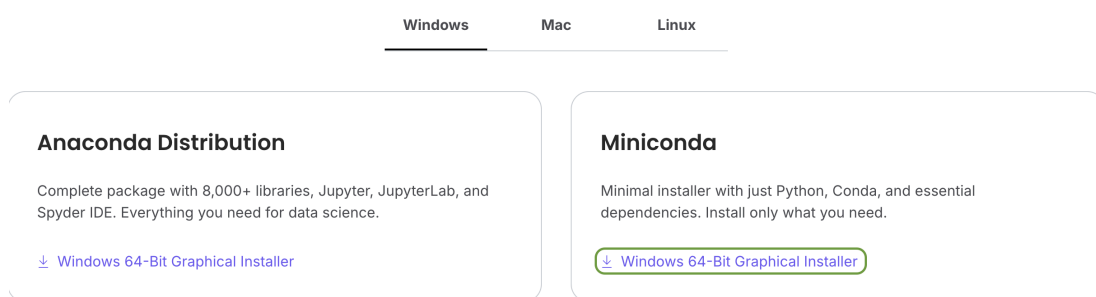 Windows Mac Linux
Anaconda Distribution
Complete package with 8,000+ libraries, Jupyter, JupyterLab, and
Spyder IDE. Everything you need for data science.
Windows 64-Bit Graphical Installer
Miniconda
Minimal installer with just Python, Conda, and essential
dependencies. Install only what you need.
Windows 64-Bit Graphical Installer